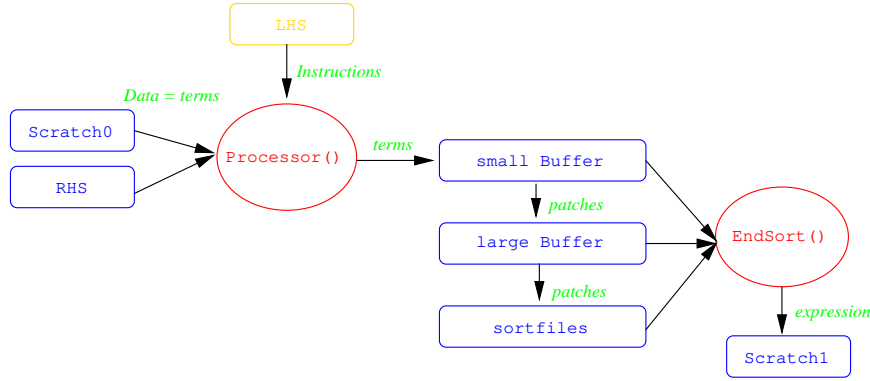 LHS
Instructions
Data = terms
Scratch0
Processor()
RHS
terms
small Buffer
patches
large Buffer
EndSort()
patches
sortfiles
expression
Scratch1